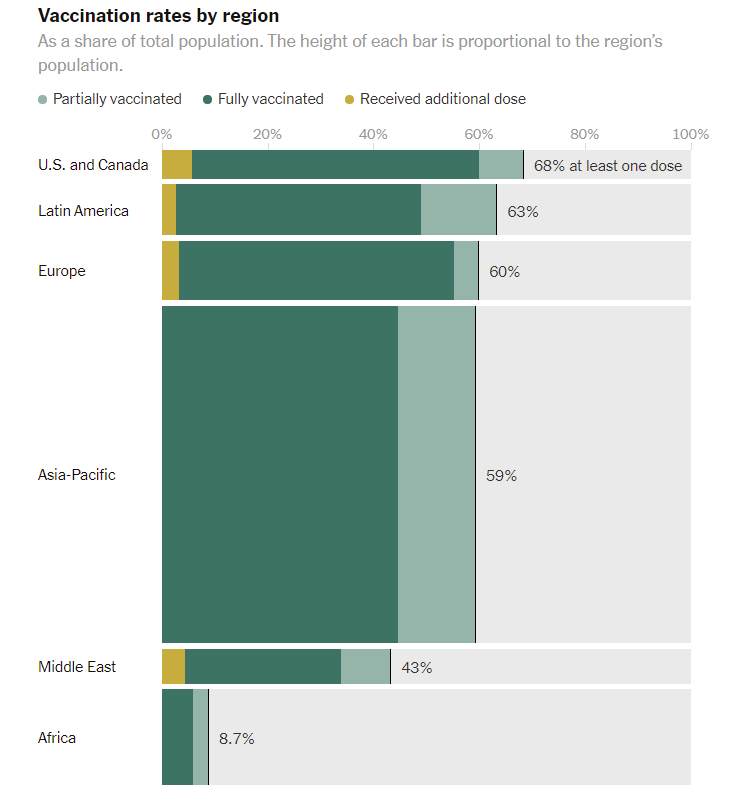 Vaccination rates by region
As a share of total population. The height of each bar is proportional to the region’s
population.
Partially vaccinated Fully vaccinated Received additional dose
0% 20% 40% 60% 80% 100%
U.S. and Canada 68% at least one dose
Latin America 63%
Europe 60%
Asia-Pacific 59%
Middle East 43%
Africa 8.7%